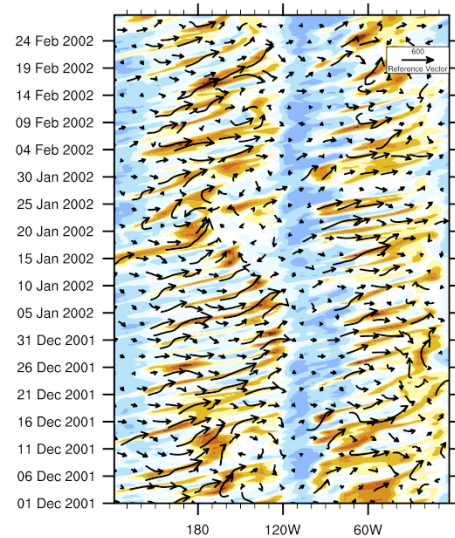 24 Feb 2002
19 Feb 2002
14 Feb 2002
09 Feb 2002
04 Feb 2002
30 Jan 2002
25 Jan 2002
20 Jan 2002
15 Jan 2002
10 Jan 2002
05 Jan 2002
31 Dec 2001
26 Dec 2001
21 Dec 2001
16 Dec 2001
11 Dec 2001
06 Dec 2001
01 Dec 2001
600
Reference Vector
180 120W 60W